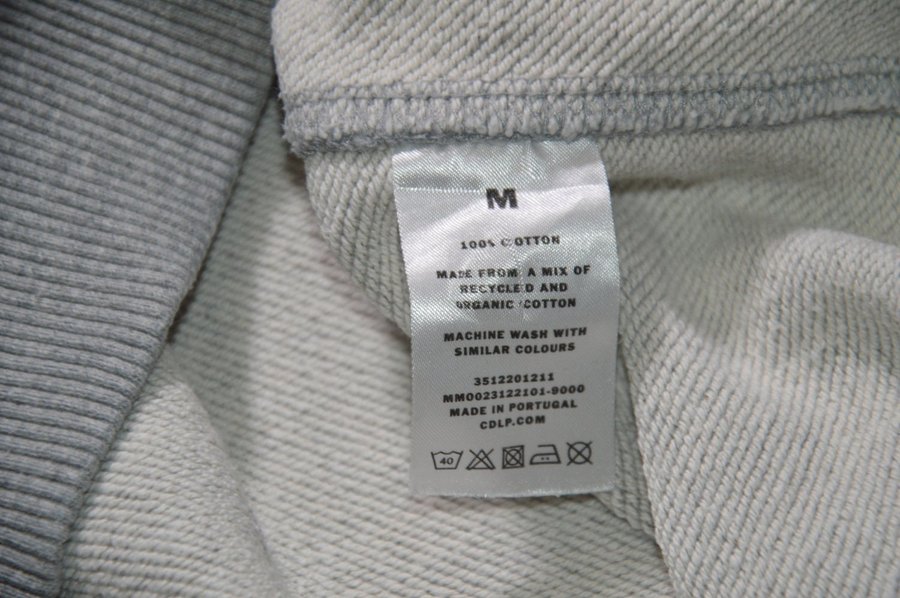 M
100% COTTON
MADE FROM A MIX OF
RECYCLED AND
ORGANIC COTTON
MACHINE WASH WITH
SIMILAR COLOURS
3512201211
MM0023122101-9000
MADE IN PORTUGAL
CDLP.COM
40